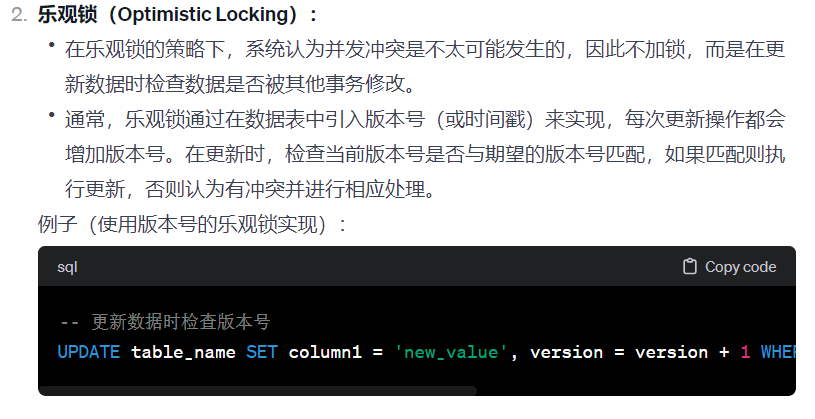 2. 乐观锁（Optimistic Locking）：
• 在乐观锁的策略下，系统认为并发冲突是不太可能发生的，因此不加锁，而是在更
新数据时检查数据是否被其他事务修改。
• 通常，乐观锁通过在数据表中引入版本号（或时间戳）来实现，每次更新操作都会
增加版本号。在更新时，检查当前版本号是否与期望的版本号匹配，如果匹配则执
行更新，否则认为有冲突并进行相应处理。
例子（使用版本号的乐观锁实现）：
sql Copy code
-- 更新数据时检查版本号
UPDATE table_name SET column1 = 'new_value', version = version + 1